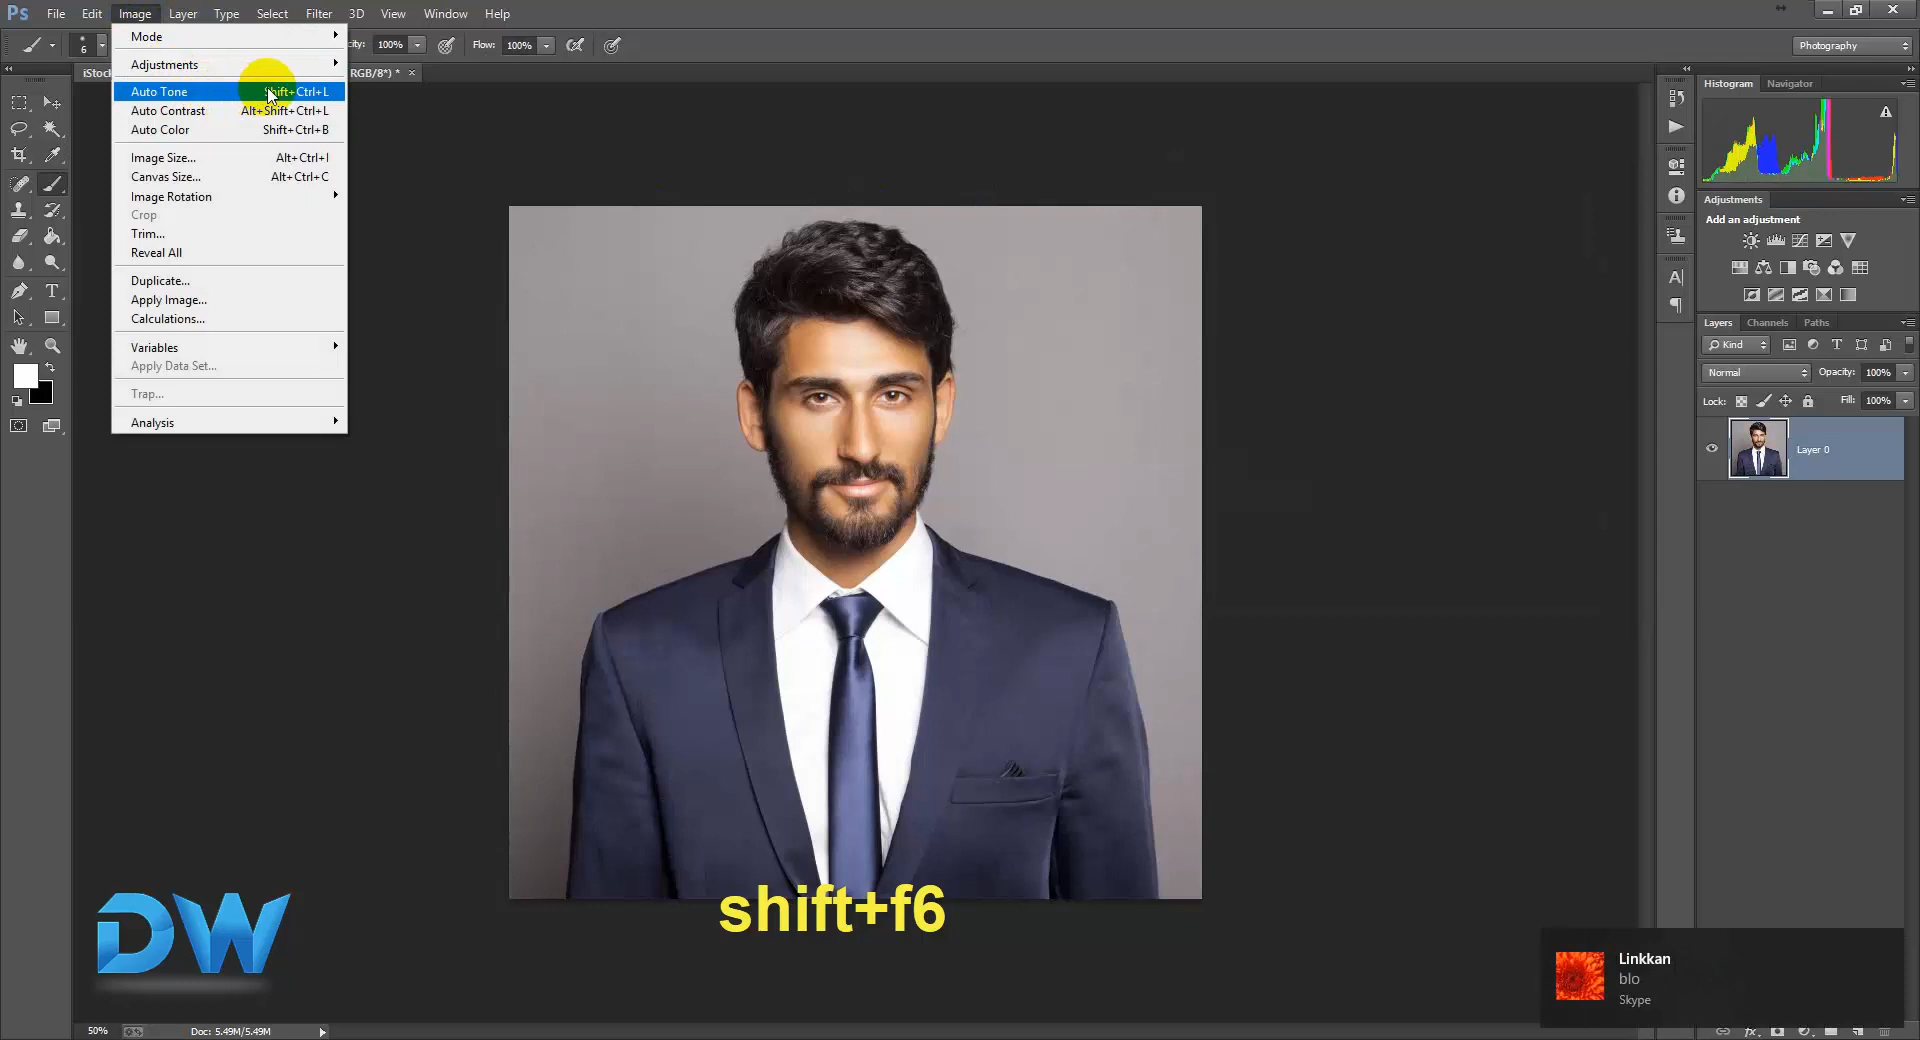 Ps File Edit Image Layer Type Select Filter 3D View Window Help
6 100% Flow: 100% Photography
Mode
Adjustments
Auto Tone Shift+Ctrl+L
Auto Contrast Alt+Shift+Ctrl+L
Auto Color Shift+Ctrl+B
Image Size... Alt+Ctrl+I
Canvas Size... Alt+Ctrl+C
Image Rotation
Crop
Trim...
Reveal All
Duplicate...
Apply Image...
Calculations...
Variables
Apply Data Set...
Trap...
Analysis
RGB/8*) *
Histogram Navigator
Adjustments
Add an adjustment
Layers Channels Paths
Kind
Normal Opacity: 100%
Lock: Fill: 100%
Layer 0
shift+f6
DW
Linkkan
blo
Skype
50% Doc: 5.49M/5.49M